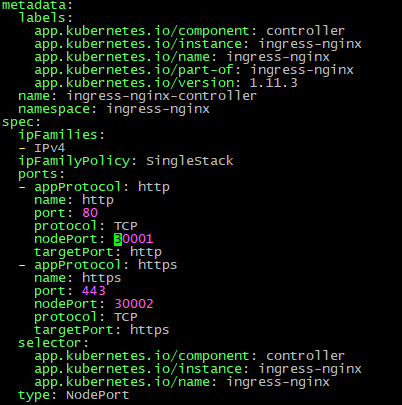 metadata:
  labels:
    app.kubernetes.io/component: controller
    app.kubernetes.io/instance: ingress-nginx
    app.kubernetes.io/name: ingress-nginx
    app.kubernetes.io/part-of: ingress-nginx
    app.kubernetes.io/version: 1.11.3
  name: ingress-nginx-controller
  namespace: ingress-nginx
spec:
  ipFamilies:
  - IPv4
  ipFamilyPolicy: SingleStack
  ports:
  - appProtocol: http
    name: http
    port: 80
    protocol: TCP
    nodePort: 30001
    targetPort: http
  - appProtocol: https
    name: https
    port: 443
    nodePort: 30002
    protocol: TCP
    targetPort: https
  selector:
    app.kubernetes.io/component: controller
    app.kubernetes.io/instance: ingress-nginx
    app.kubernetes.io/name: ingress-nginx
  type: NodePort